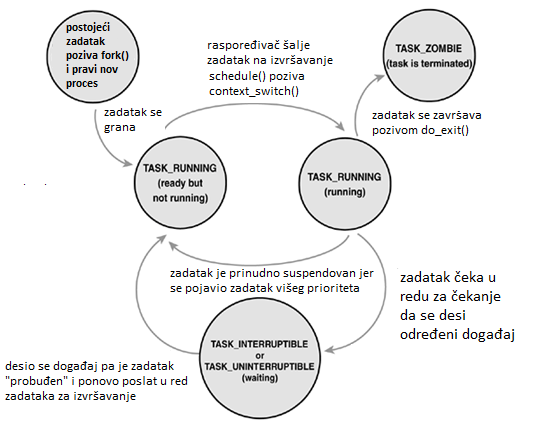 postojeći
zadatak
poziva fork()
i pravi nov
proces
raspoređivač šalje
zadatak na izvršavanje
schedule() poziva
context_switch()
TASK_ZOMBIE
(task is terminated)
zadatak se
grana
zadatak se završava
pozivom do_exit()
TASK_RUNNING
(ready but
not running)
TASK_RUNNING
(running)
zadatak je prinudno suspendovan jer
se pojavio zadatak višeg prioriteta
zadatak čeka u
redu za čekanje
da se desi
određeni događaj
TASK_INTERRUPTIBLE
or
TASK_UNINTERRUPTIBLE
(waiting)
desio se događaj pa je zadatak
"probuđen" i ponovo poslat u red
zadataka za izvršavanje